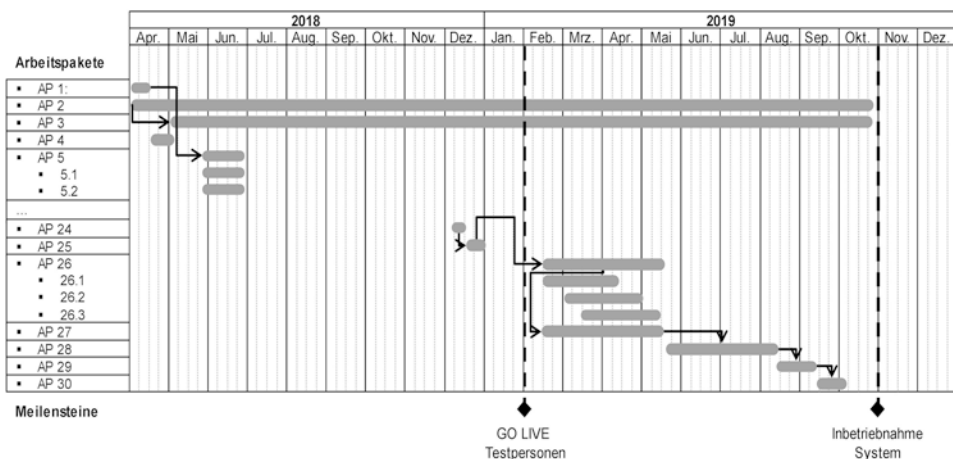 2018 2019
Apr. Mai Jun. Jul. Aug. Sep. Okt. Nov. Dez. Jan. Feb. Mrz. Apr. Mai Jun. Jul. Aug. Sep. Okt. Nov. Dez.
Arbeitspakete
▪ AP 1:
▪ AP 2
▪ AP 3
▪ AP 4
▪ AP 5
▪ 5.1
▪ 5.2
...
▪ AP 24
▪ AP 25
▪ AP 26
▪ 26.1
▪ 26.2
▪ 26.3
▪ AP 27
▪ AP 28
▪ AP 29
▪ AP 30
Meilensteine
GO LIVE
Testpersonen
Inbetriebnahme
System